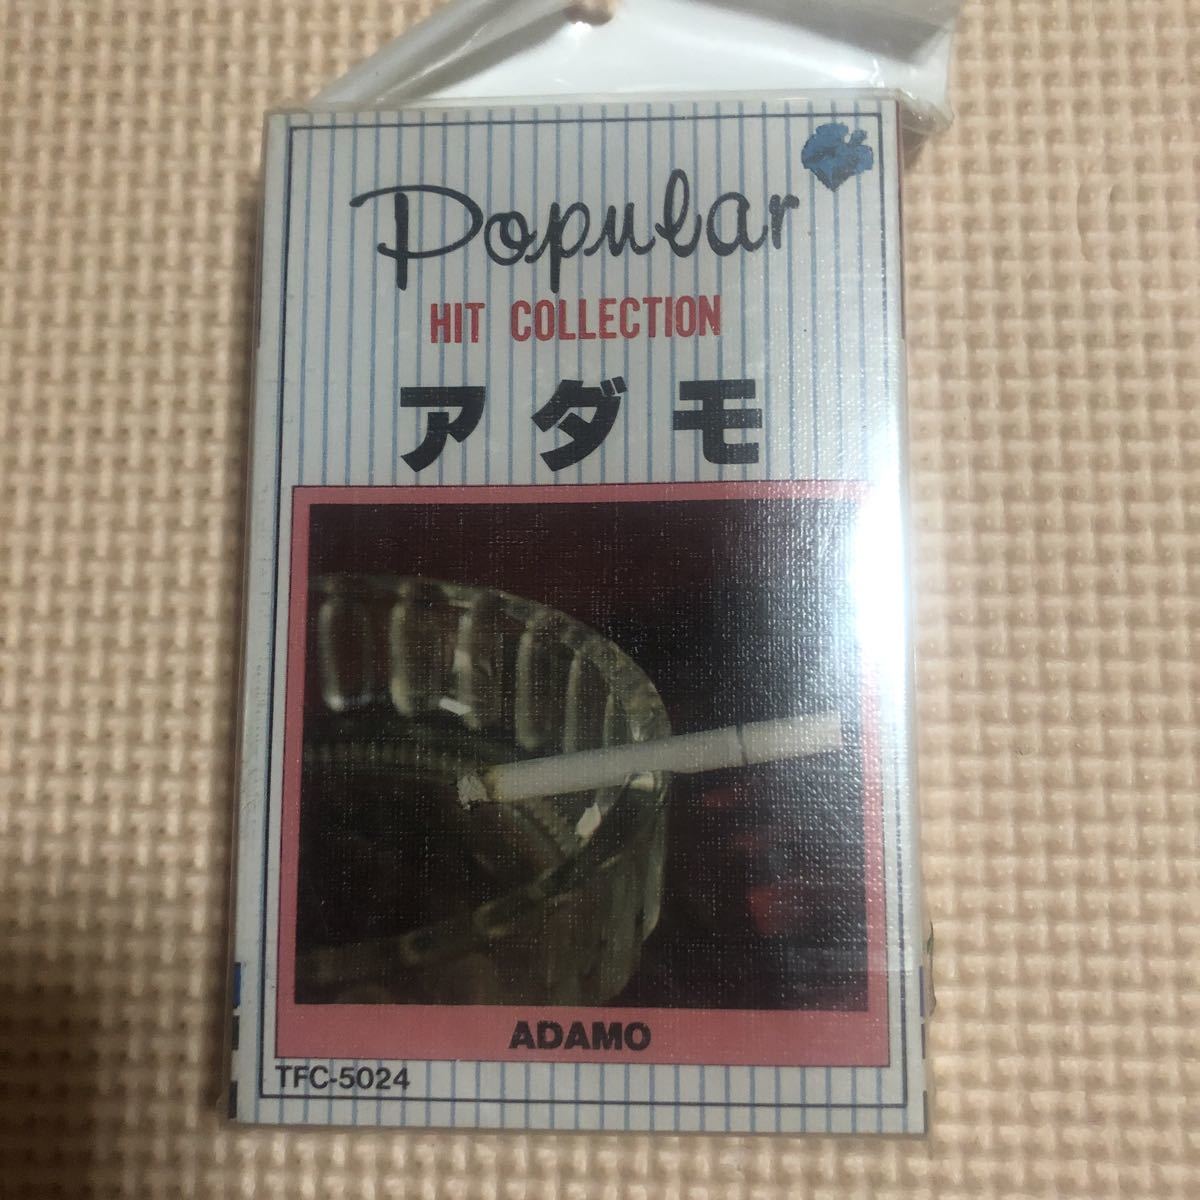 Popular
HIT COLLECTION
アダモ
ADAMO
TFC-5024